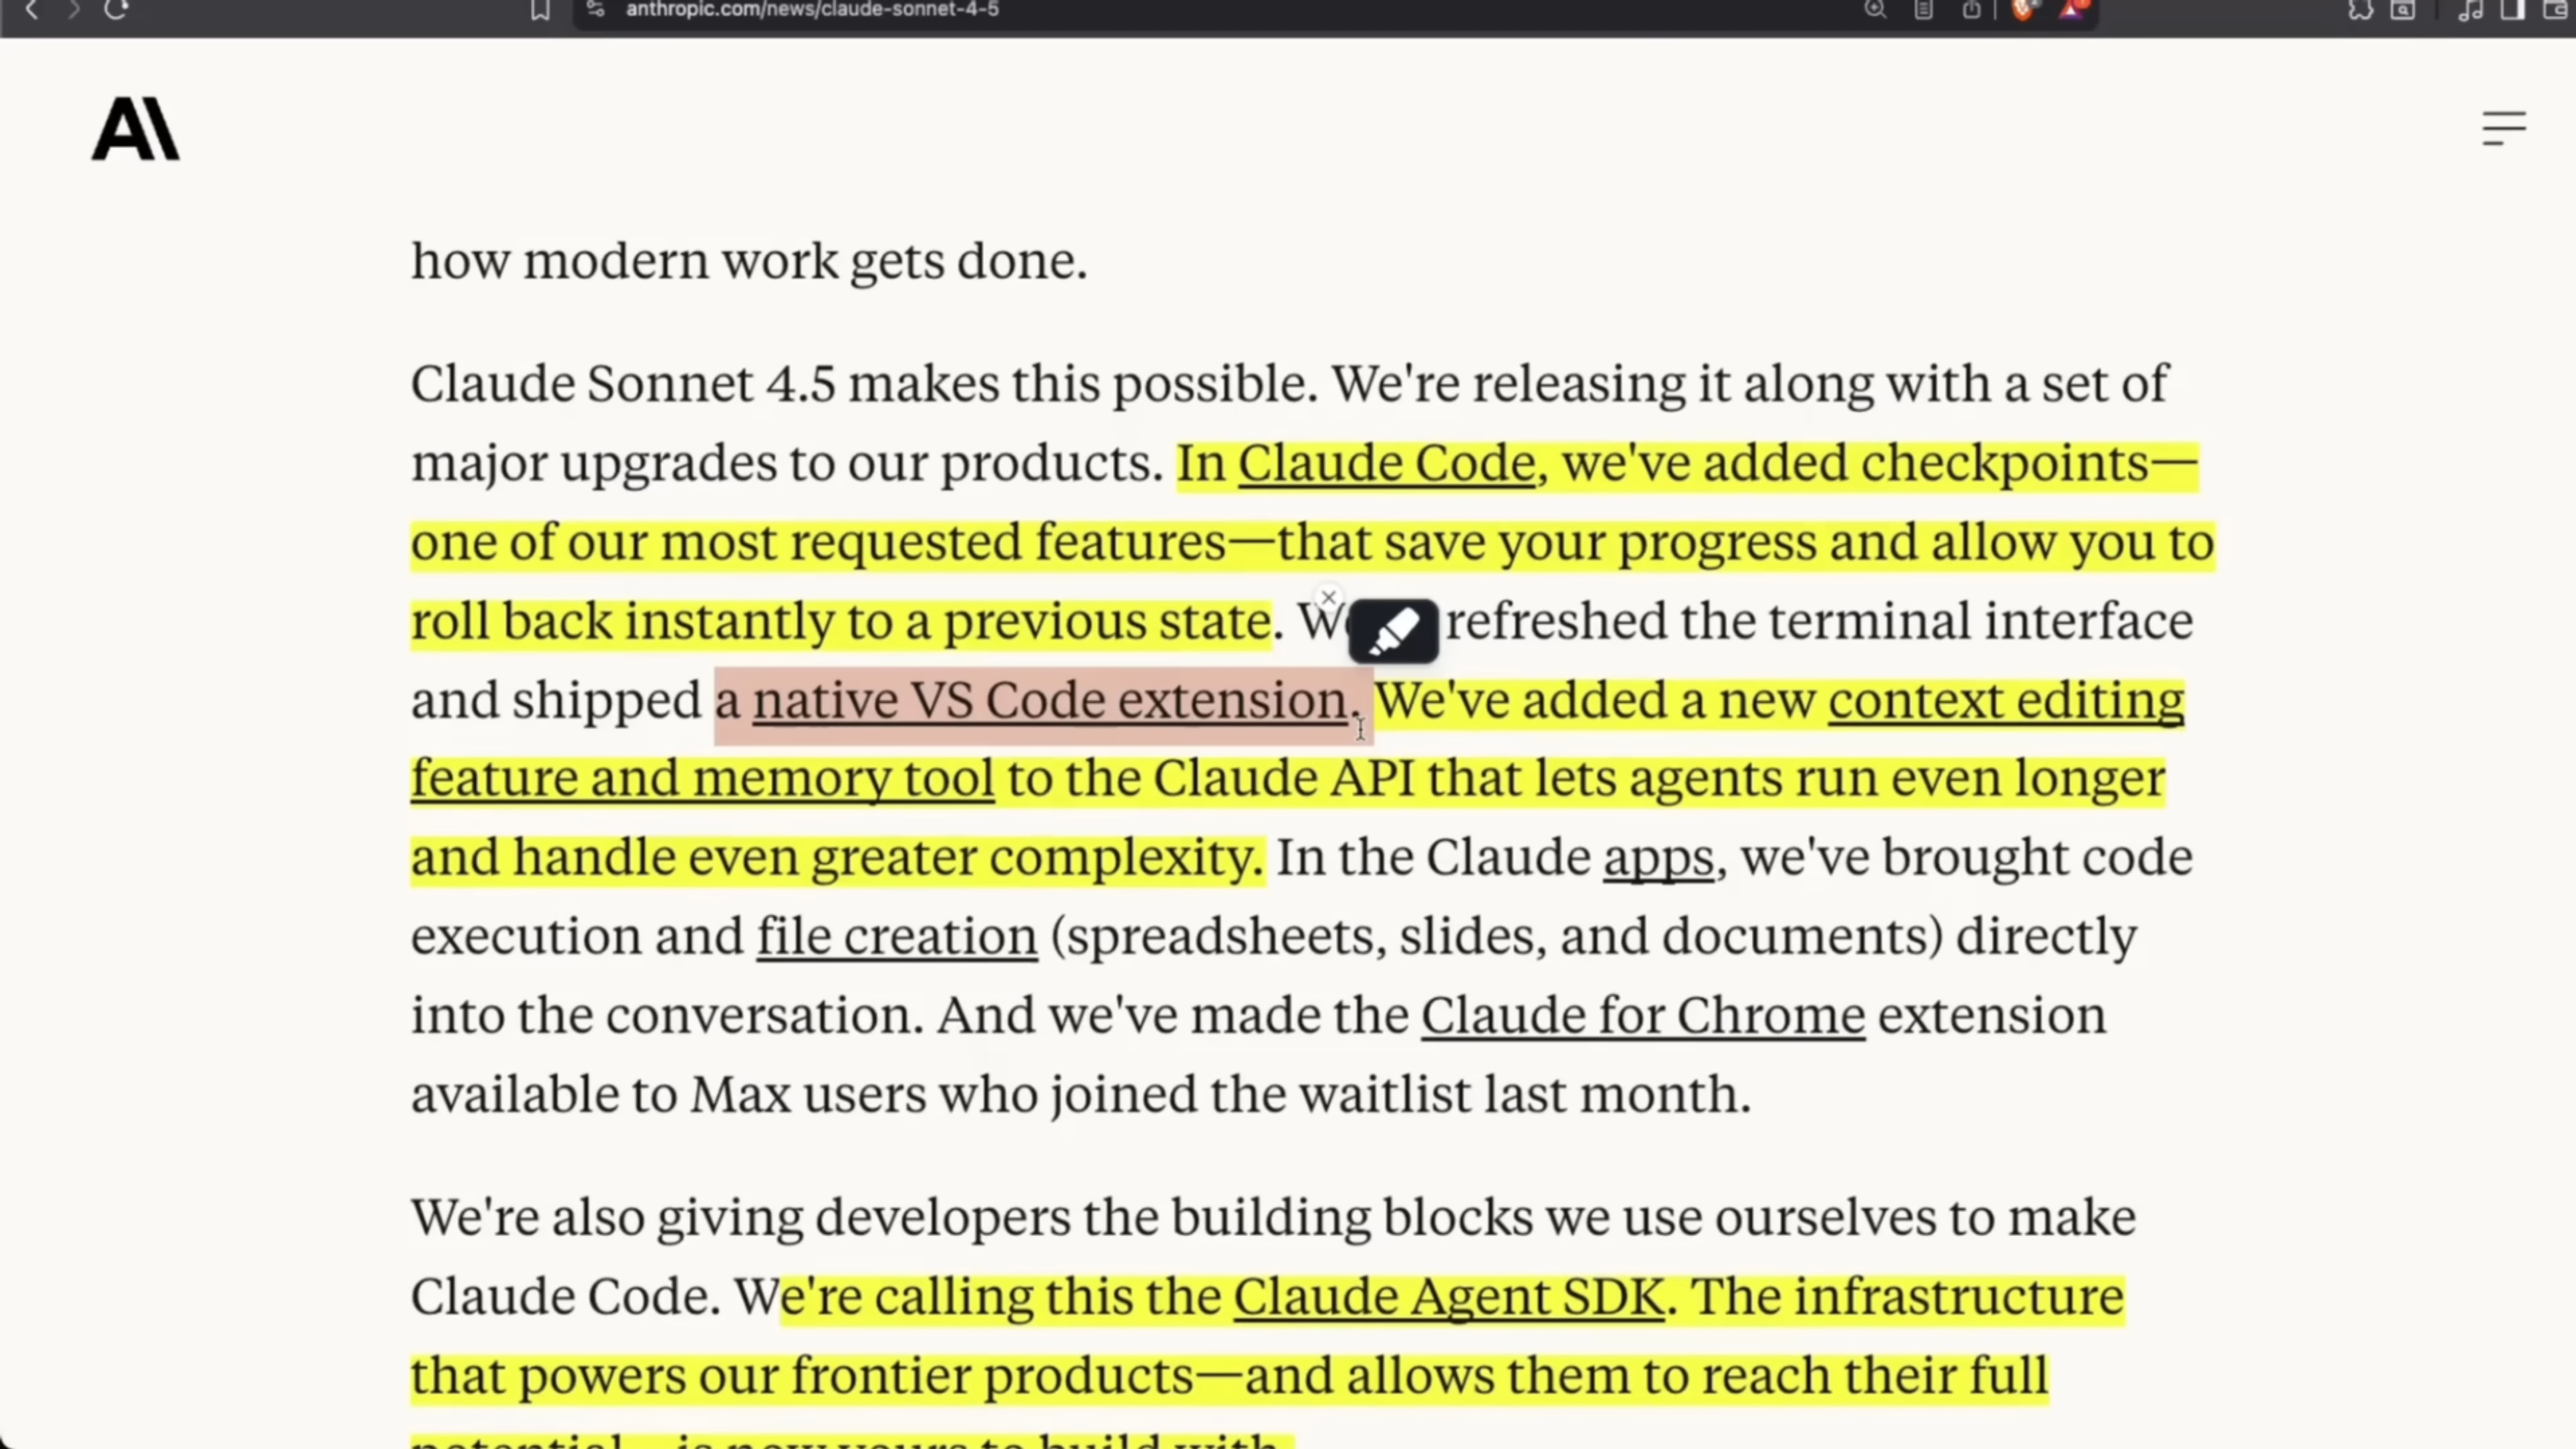 anthropic.com/news/claude-sonnet-4-5
how modern work gets done.
Claude Sonnet 4.5 makes this possible. We're releasing it along with a set of
major upgrades to our products. In Claude Code, we've added checkpoints—
one of our most requested features—that save your progress and allow you to
roll back instantly to a previous state. refreshed the terminal interface
and shipped a native VS Code extension. We've added a new context editing
feature and memory tool to the Claude API that lets agents run even longer
and handle even greater complexity. In the Claude apps, we've brought code
execution and file creation (spreadsheets, slides, and documents) directly
into the conversation. And we've made the Claude for Chrome extension
available to Max users who joined the waitlist last month.
We're also giving developers the building blocks we use ourselves to make
Claude Code. We're calling this the Claude Agent SDK. The infrastructure
that powers our frontier products—and allows them to reach their full
potential—is now yours to build with.